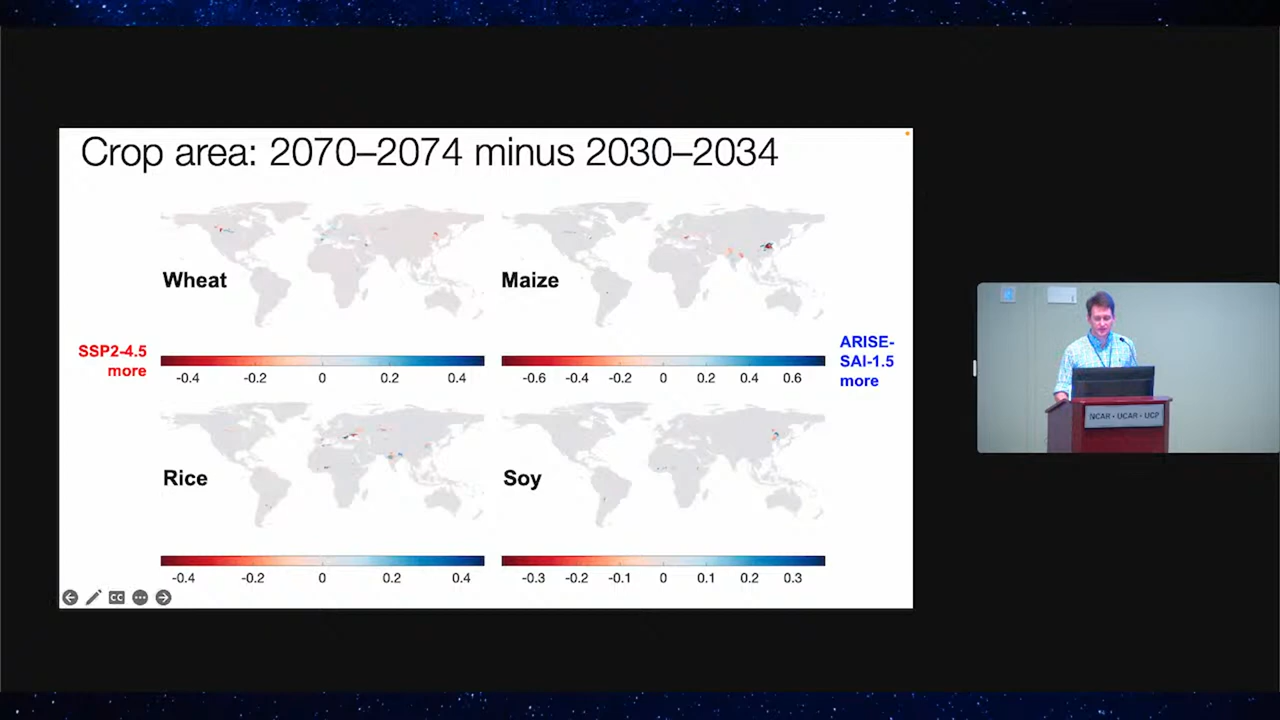 Crop area: 2070–2074 minus 2030–2034
Wheat
Maize
SSP2-4.5
more
ARISE-
SAI-1.5
more
-0.4 -0.2 0 0.2 0.4
-0.6 -0.4 -0.2 0 0.2 0.4 0.6
Rice
Soy
-0.4 -0.2 0 0.2 0.4
-0.3 -0.2 -0.1 0 0.1 0.2 0.3
CC
NCAR • UCAR • UCP